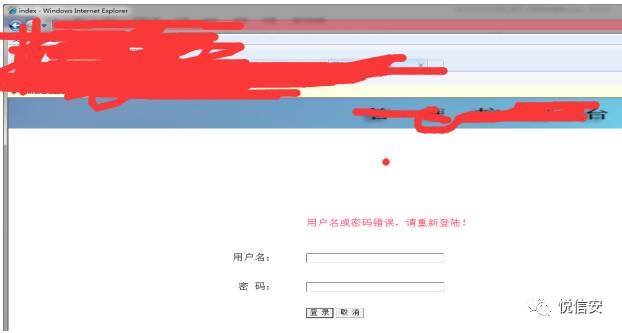 index - Windows Internet Explorer
台
用户名或密码错误，请重新登陆！
用户名：
密 码：
登 录 取 消
悦信安